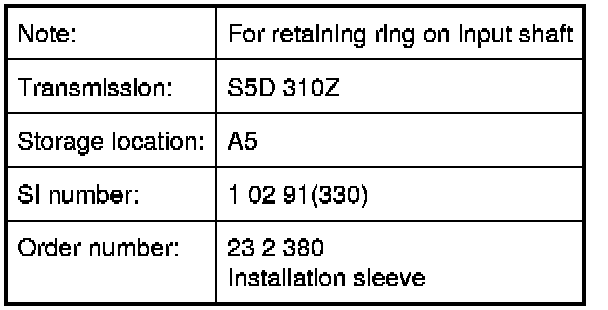 Note: For retaining ring on input shaft
Transmission: S5D 310Z
Storage location: A5
SI number: 1 02 91(330)
Order number: 23 2 380
Installation sleeve